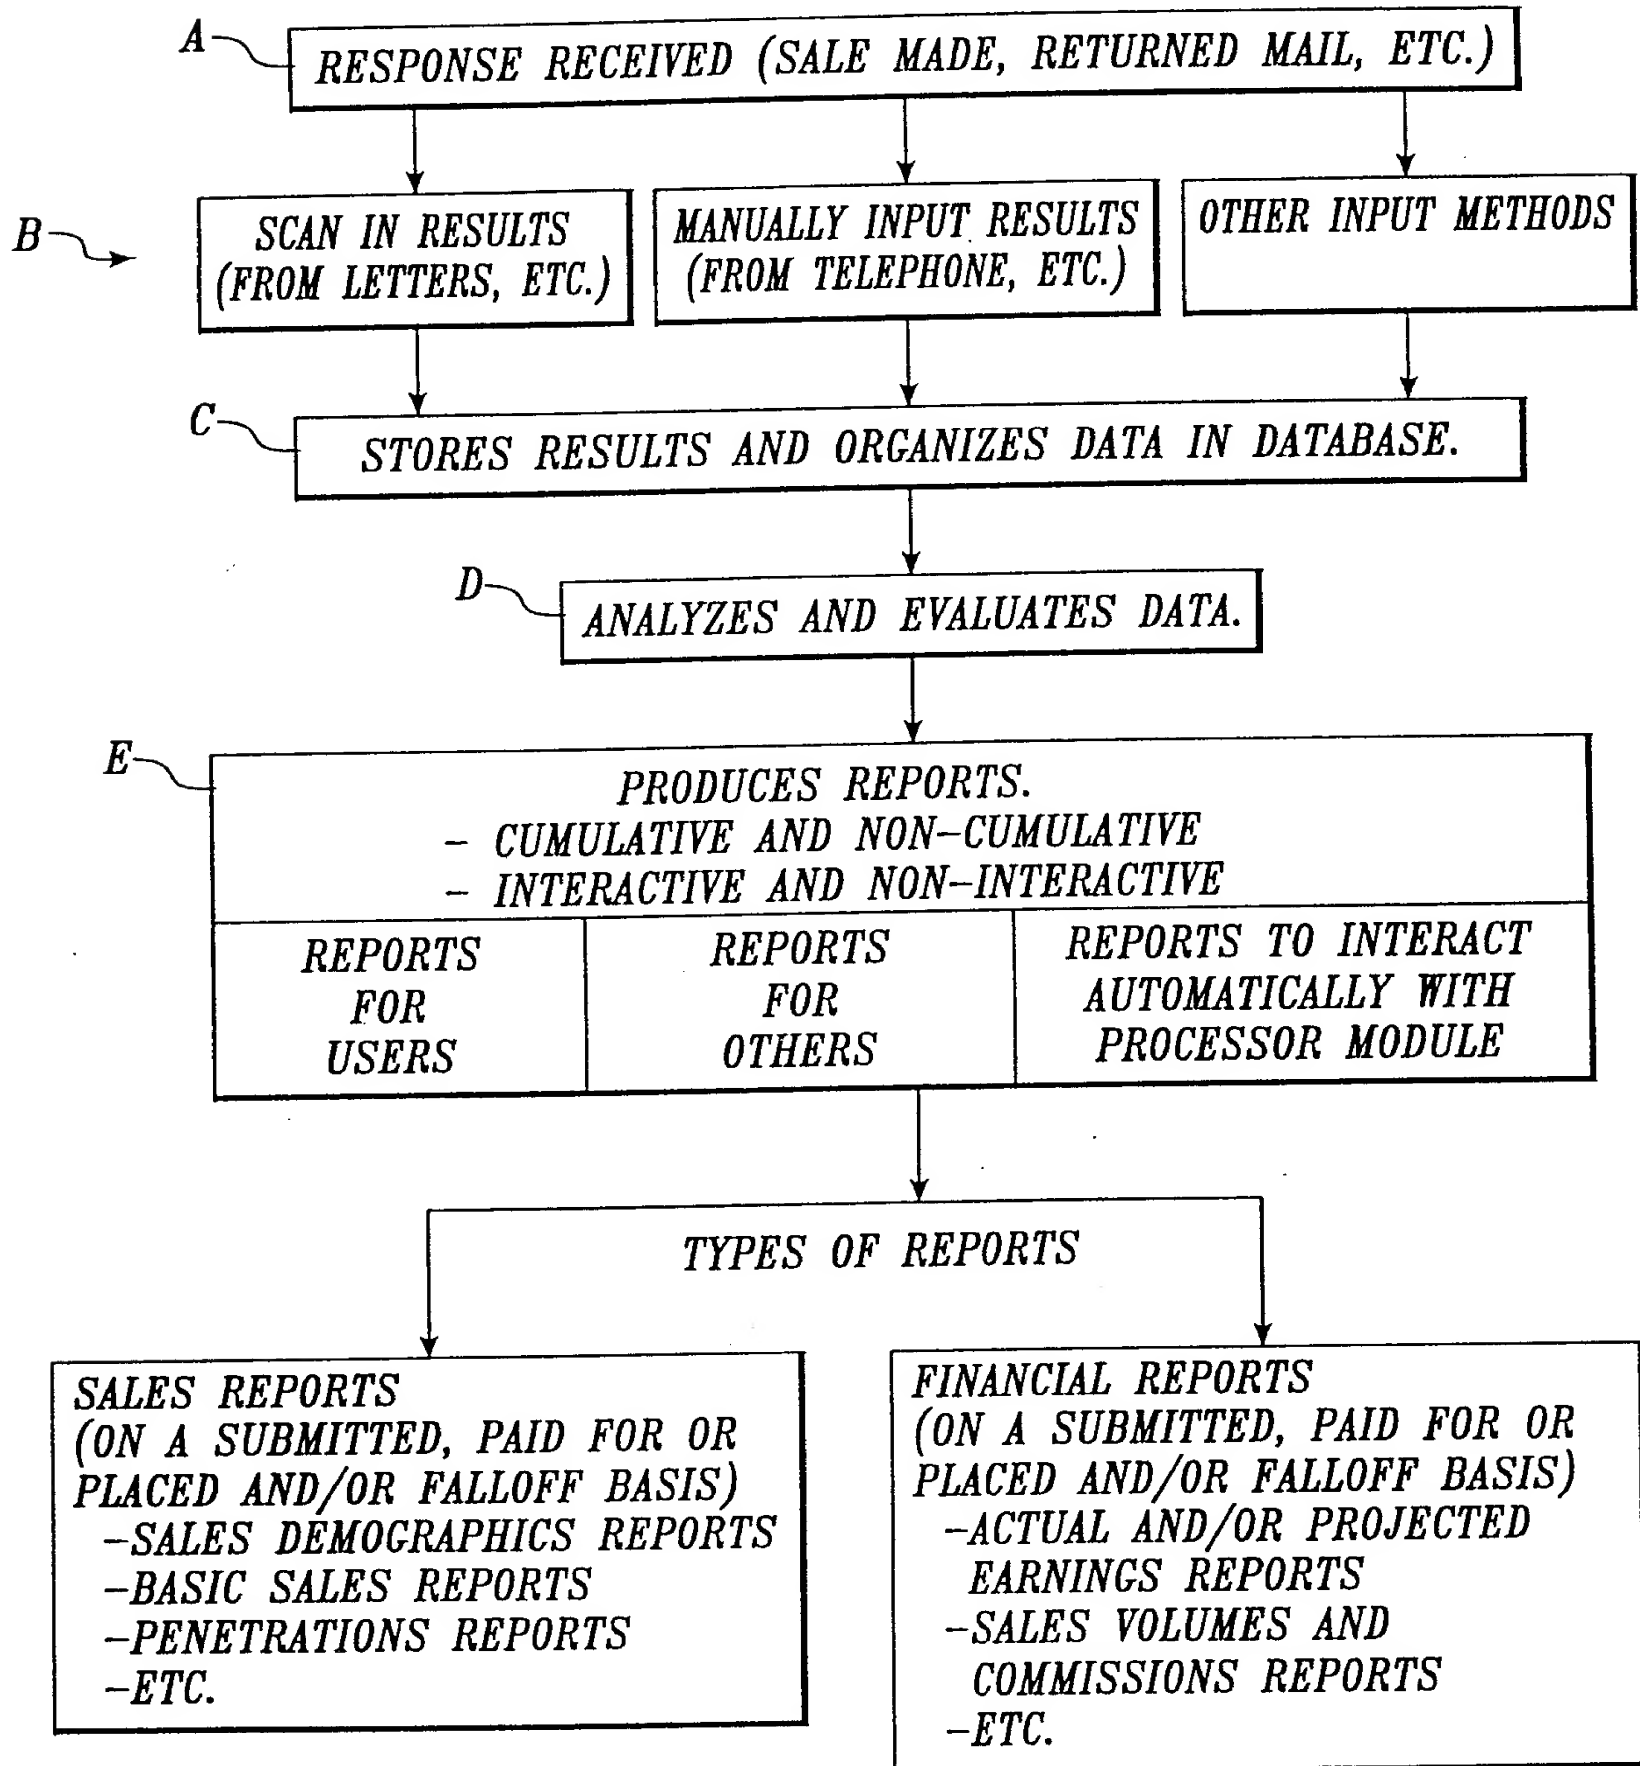 A
RESPONSE RECEIVED (SALE MADE, RETURNED MAIL, ETC.)
B
SCAN IN RESULTS
(FROM LETTERS, ETC.)
MANUALLY INPUT RESULTS
(FROM TELEPHONE, ETC.)
OTHER INPUT METHODS
C
STORES RESULTS AND ORGANIZES DATA IN DATABASE.
D
ANALYZES AND EVALUATES DATA.
E
PRODUCES REPORTS.
- CUMULATIVE AND NON-CUMULATIVE
- INTERACTIVE AND NON-INTERACTIVE
REPORTS
FOR
USERS
REPORTS
FOR
OTHERS
REPORTS TO INTERACT
AUTOMATICALLY WITH
PROCESSOR MODULE
TYPES OF REPORTS
SALES REPORTS
(ON A SUBMITTED, PAID FOR OR
PLACED AND/OR FALLOFF BASIS)
-SALES DEMOGRAPHICS REPORTS
-BASIC SALES REPORTS
-PENETRATIONS REPORTS
-ETC.
FINANCIAL REPORTS
(ON A SUBMITTED, PAID FOR OR
PLACED AND/OR FALLOFF BASIS)
-ACTUAL AND/OR PROJECTED
EARNINGS REPORTS
-SALES VOLUMES AND
COMMISSIONS REPORTS
-ETC.